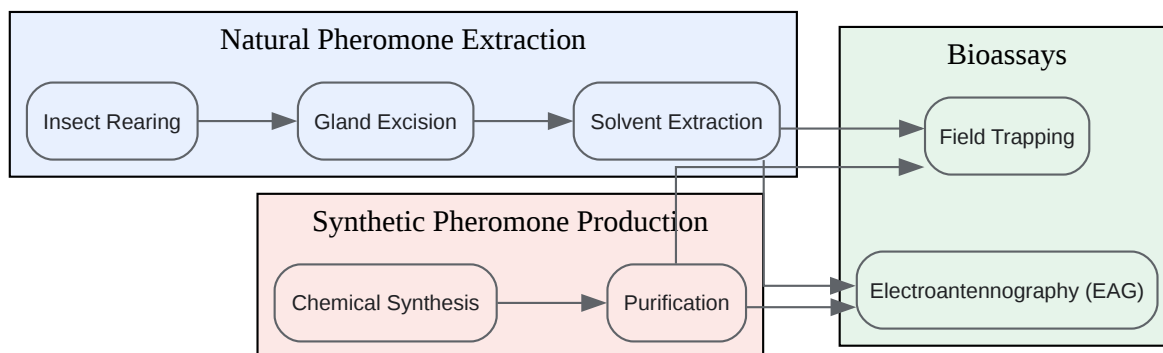 Natural Pheromone Extraction
Insect Rearing
Gland Excision
Solvent Extraction
Synthetic Pheromone Production
Chemical Synthesis
Purification
Bioassays
Field Trapping
Electroantennography (EAG)